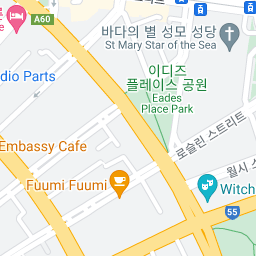 루
e
A60
바다의 별 성모 성당
St Mary Star of the Sea
이디즈
플레이스 공원
Eades
Place Park
dio Parts
로슬린 스트리트
Embassy Cafe
월시 스
Fuumi Fuumi
Witch
55